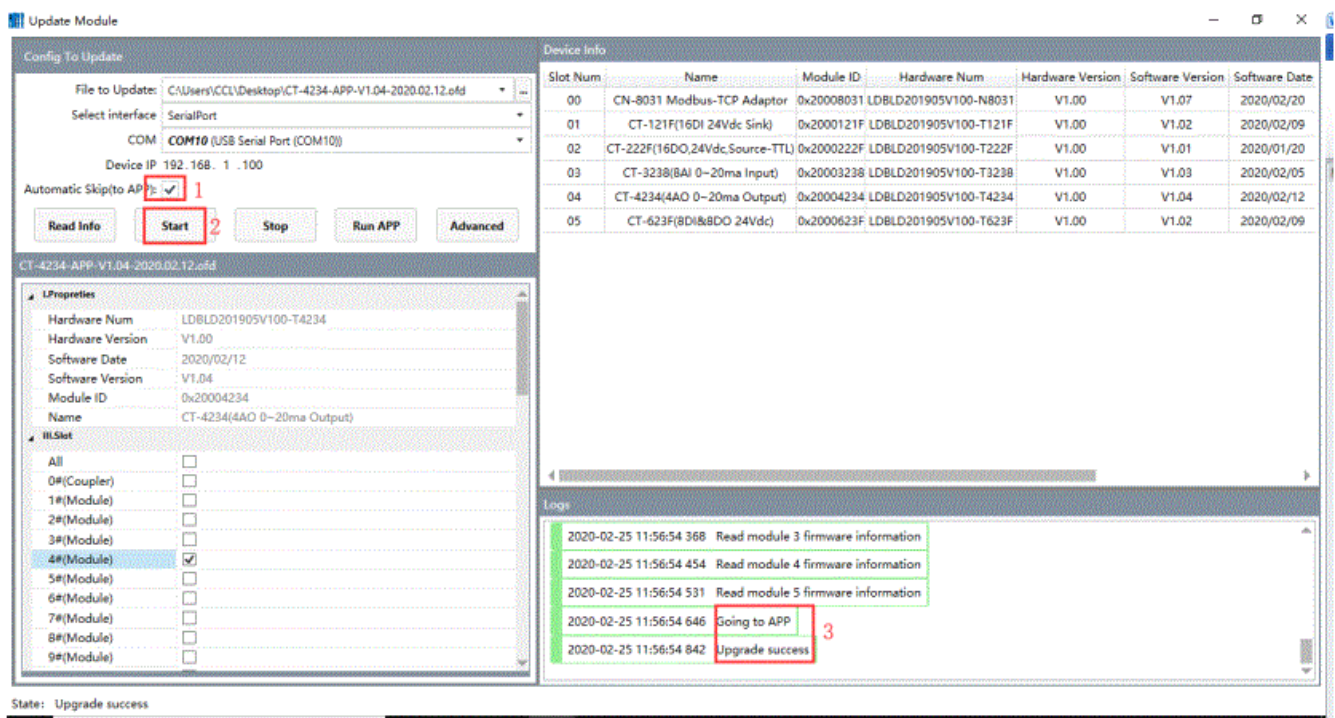 Update Module
Config To Update
File to Update: C:\Users\CCL\Desktop\CT-4234-APP-V1.04-2020.02.12.ofd ...
Select interface SerialPort
COM COM10 (USB Serial Port (COM10))
Device IP 192.168. 1 .100
Automatic Skip(to APP): 1
Read Info Start 2 Stop Run APP Advanced
CT-4234-APP-V1.04-2020.02.12.ofd
I.Propreties
Hardware Num LDBLD201905V100-T4234
Hardware Version V1.00
Software Date 2020/02/12
Software Version V1.04
Module ID 0x20004234
Name CT-4234(4AO 0~20ma Output)
III.Slot
All
0#(Coupler)
1#(Module)
2#(Module)
3#(Module)
4#(Module)
5#(Module)
6#(Module)
7#(Module)
8#(Module)
9#(Module)
Device Info
Slot Num Name Module ID Hardware Num Hardware Version Software Version Software Date
00 CN-8031 Modbus-TCP Adaptor 0x20008031 LDBLD201905V100-N8031 V1.00 V1.07 2020/02/20
01 CT-121F(16DI 24Vdc Sink) 0x2000121F LDBLD201905V100-T121F V1.00 V1.02 2020/02/09
02 CT-222F(16DO,24Vdc,Source-TTL) 0x2000222F LDBLD201905V100-T222F V1.00 V1.01 2020/01/20
03 CT-3238(8AI 0~20ma Input) 0x20003238 LDBLD201905V100-T3238 V1.00 V1.03 2020/02/05
04 CT-4234(4AO 0~20ma Output) 0x20004234 LDBLD201905V100-T4234 V1.00 V1.04 2020/02/12
05 CT-623F(8DI&8DO 24Vdc) 0x2000623F LDBLD201905V100-T623F V1.00 V1.02 2020/02/09
Logs
2020-02-25 11:56:54 368 Read module 3 firmware information
2020-02-25 11:56:54 454 Read module 4 firmware information
2020-02-25 11:56:54 531 Read module 5 firmware information
2020-02-25 11:56:54 646 Going to APP
3
2020-02-25 11:56:54 842 Upgrade success
State: Upgrade success